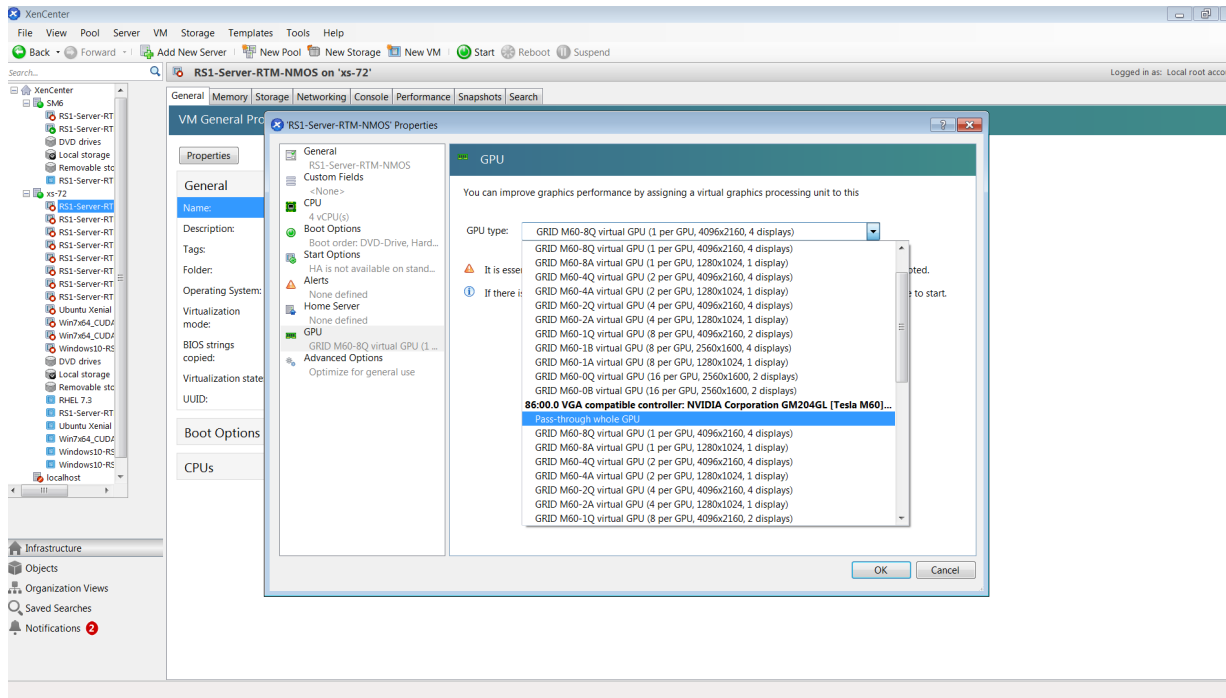 XenCenter
File View Pool Server VM Storage Templates Tools Help
Back Forward Add New Server New Pool New Storage New VM Start Reboot Suspend
Search...
RS1-Server-RTM-NMOS on 'xs-72'
Logged in as: Local root acco
XenCenter
SM6
RS1-Server-RT
RS1-Server-RT
DVD drives
Local storage
Removable sto
RS1-Server-RT
xs-72
RS1-Server-RT
RS1-Server-RT
RS1-Server-RT
RS1-Server-RT
RS1-Server-RT
RS1-Server-RT
RS1-Server-RT
RS1-Server-RT
Ubuntu Xenial
Win7x64_CUDA
Win7x64_CUDA
Windows10-RS
DVD drives
Local storage
Removable sto
RHEL 7.3
RS1-Server-RT
Ubuntu Xenial
Win7x64_CUDA
Windows10-RS
Windows10-RS
localhost
Infrastructure
Objects
Organization Views
Saved Searches
Notifications 2
General Memory Storage Networking Console Performance Snapshots Search
VM General Pro
Properties
General
Name:
Description:
Tags:
Folder:
Operating System:
Virtualization
mode:
BIOS strings
copied:
Virtualization state
UUID:
Boot Options
CPUs
'RS1-Server-RTM-NMOS' Properties
General
RS1-Server-RTM-NMOS
Custom Fields
<None>
CPU
4 vCPU(s)
Boot Options
Boot order: DVD-Drive, Hard...
Start Options
HA is not available on stand...
Alerts
None defined
Home Server
None defined
GPU
GRID M60-8Q virtual GPU (1 ...
Advanced Options
Optimize for general use
GPU
You can improve graphics performance by assigning a virtual graphics processing unit to this
GPU type: GRID M60-8Q virtual GPU (1 per GPU, 4096x2160, 4 displays)
It is esse
pted.
If there is
e to start.
GRID M60-8Q virtual GPU (1 per GPU, 4096x2160, 4 displays)
GRID M60-8A virtual GPU (1 per GPU, 1280x1024, 1 display)
GRID M60-4Q virtual GPU (2 per GPU, 4096x2160, 4 displays)
GRID M60-4A virtual GPU (2 per GPU, 1280x1024, 1 display)
GRID M60-2Q virtual GPU (4 per GPU, 4096x2160, 4 displays)
GRID M60-2A virtual GPU (4 per GPU, 1280x1024, 1 display)
GRID M60-1Q virtual GPU (8 per GPU, 4096x2160, 2 displays)
GRID M60-1B virtual GPU (8 per GPU, 2560x1600, 4 displays)
GRID M60-1A virtual GPU (8 per GPU, 1280x1024, 1 display)
GRID M60-0Q virtual GPU (16 per GPU, 2560x1600, 2 displays)
GRID M60-0B virtual GPU (16 per GPU, 2560x1600, 2 displays)
86:00.0 VGA compatible controller: NVIDIA Corporation GM204GL [Tesla M60]...
Pass-through whole GPU
GRID M60-8Q virtual GPU (1 per GPU, 4096x2160, 4 displays)
GRID M60-8A virtual GPU (1 per GPU, 1280x1024, 1 display)
GRID M60-4Q virtual GPU (2 per GPU, 4096x2160, 4 displays)
GRID M60-4A virtual GPU (2 per GPU, 1280x1024, 1 display)
GRID M60-2Q virtual GPU (4 per GPU, 4096x2160, 4 displays)
GRID M60-2A virtual GPU (4 per GPU, 1280x1024, 1 display)
GRID M60-1Q virtual GPU (8 per GPU, 4096x2160, 2 displays)
OK Cancel